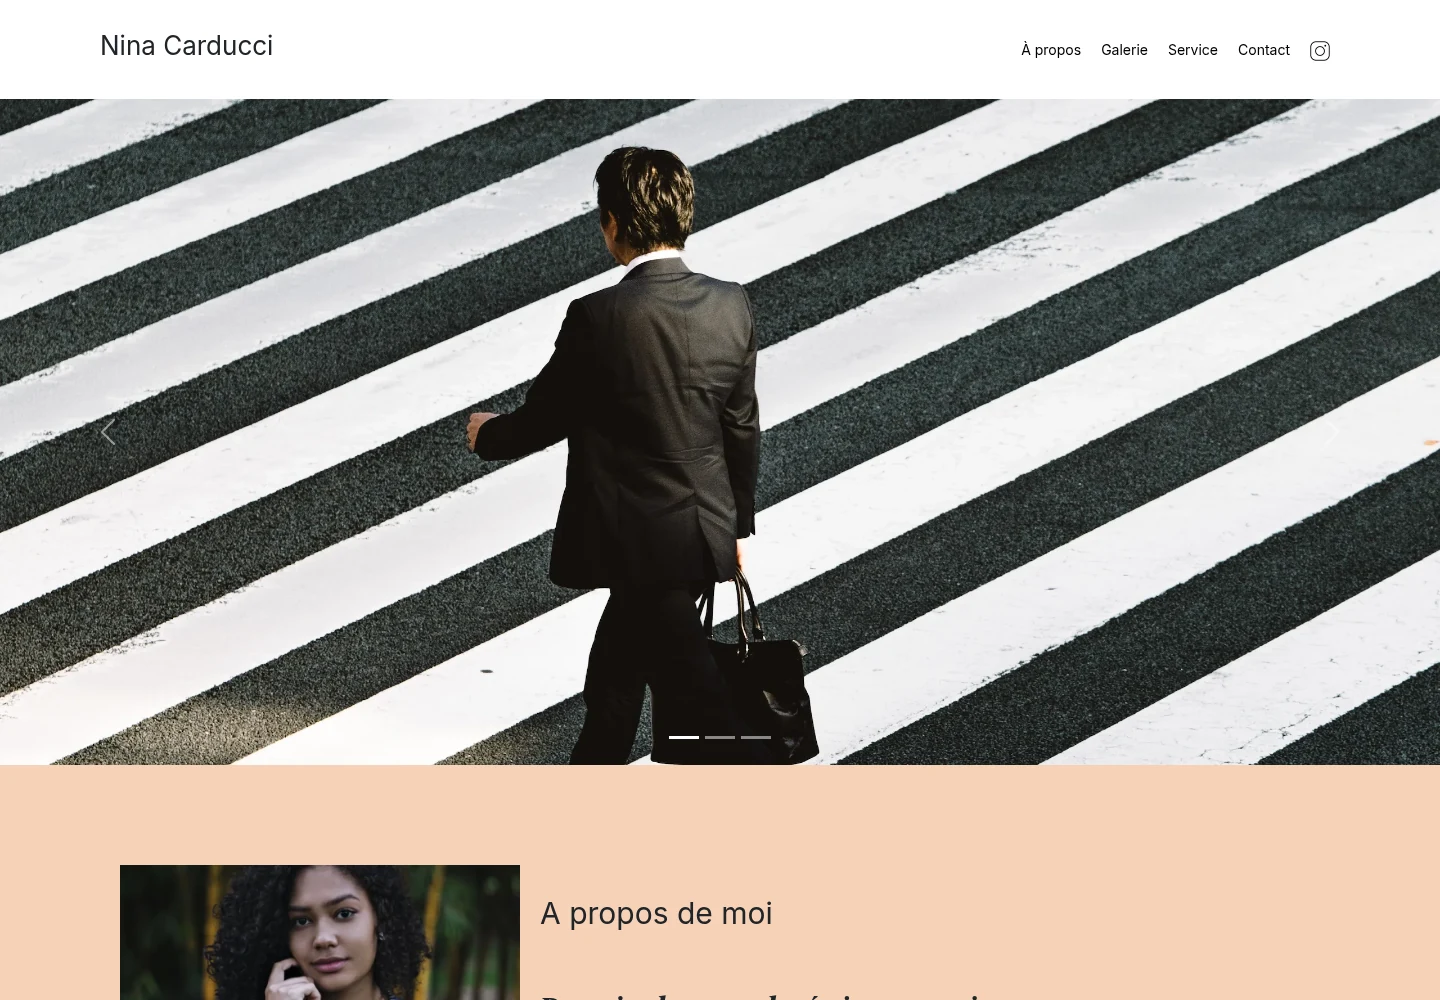 Nina Carducci
À propos
Galerie
Service
Contact
A propos de moi